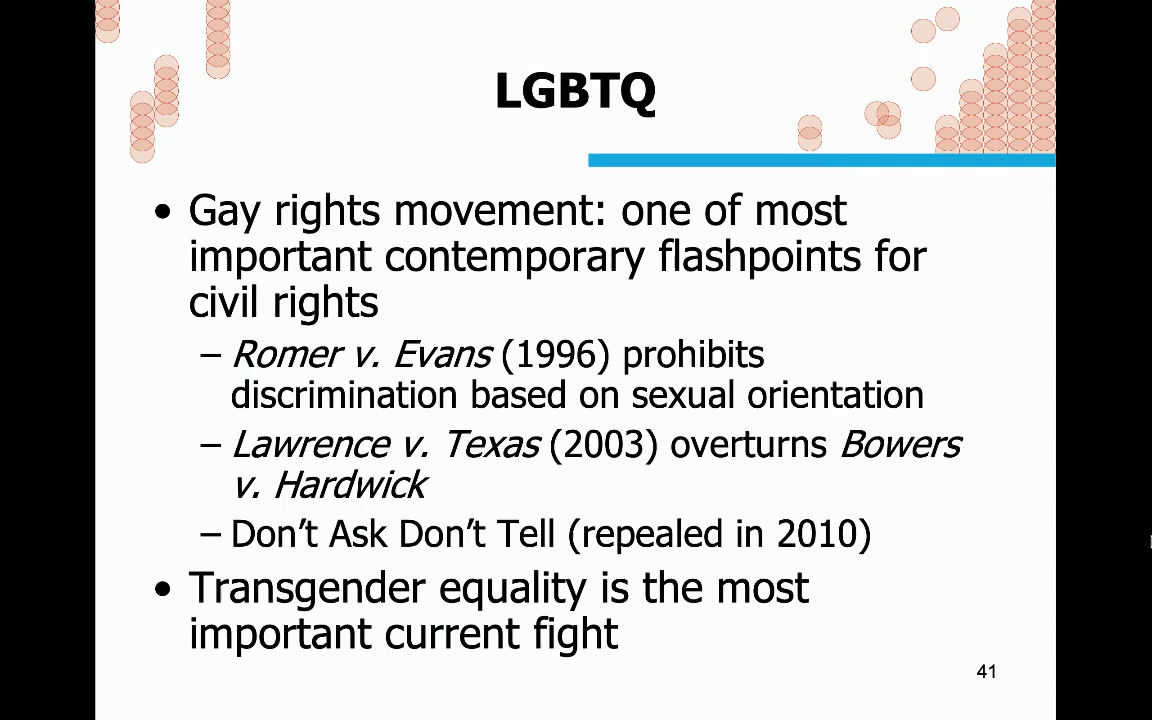 LGBTQ
• Gay rights movement: one of most
important contemporary flashpoints for
civil rights
– Romer v. Evans (1996) prohibits
discrimination based on sexual orientation
– Lawrence v. Texas (2003) overturns Bowers
v. Hardwick
– Don’t Ask Don’t Tell (repealed in 2010)
• Transgender equality is the most
important current fight
41